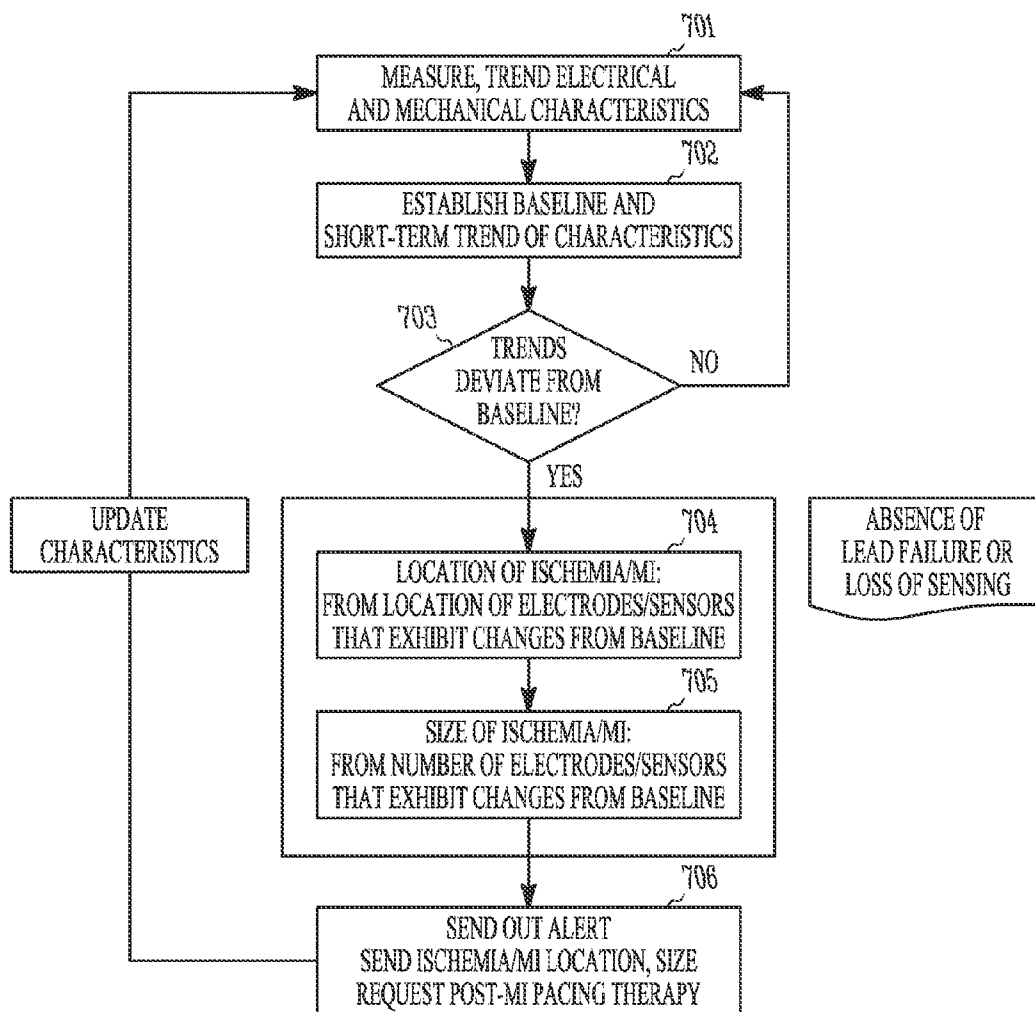 701
MEASURE, TREND ELECTRICAL
AND MECHANICAL CHARACTERISTICS
702
ESTABLISH BASELINE AND
SHORT-TERM TREND OF CHARACTERISTICS
703
TRENDS
DEVIATE FROM
BASELINE?
NO
YES
UPDATE
CHARACTERISTICS
704
LOCATION OF ISCHEMIA/MI:
FROM LOCATION OF ELECTRODES/SENSORS
THAT EXHIBIT CHANGES FROM BASELINE
ABSENCE OF
LEAD FAILURE OR
LOSS OF SENSING
705
SIZE OF ISCHEMIA/MI:
FROM NUMBER OF ELECTRODES/SENSORS
THAT EXHIBIT CHANGES FROM BASELINE
706
SEND OUT ALERT
SEND ISCHEMIA/MI LOCATION, SIZE
REQUEST POST-MI PACING THERAPY